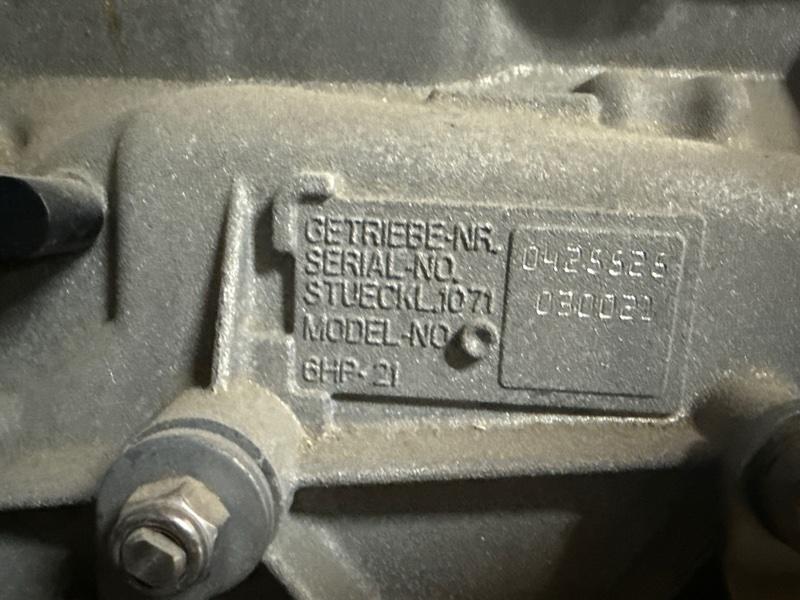 GETRIEBE-NR. 0425525
SERIAL-NO.
STUECKL.1071 030021
MODEL-NO
6HP-21